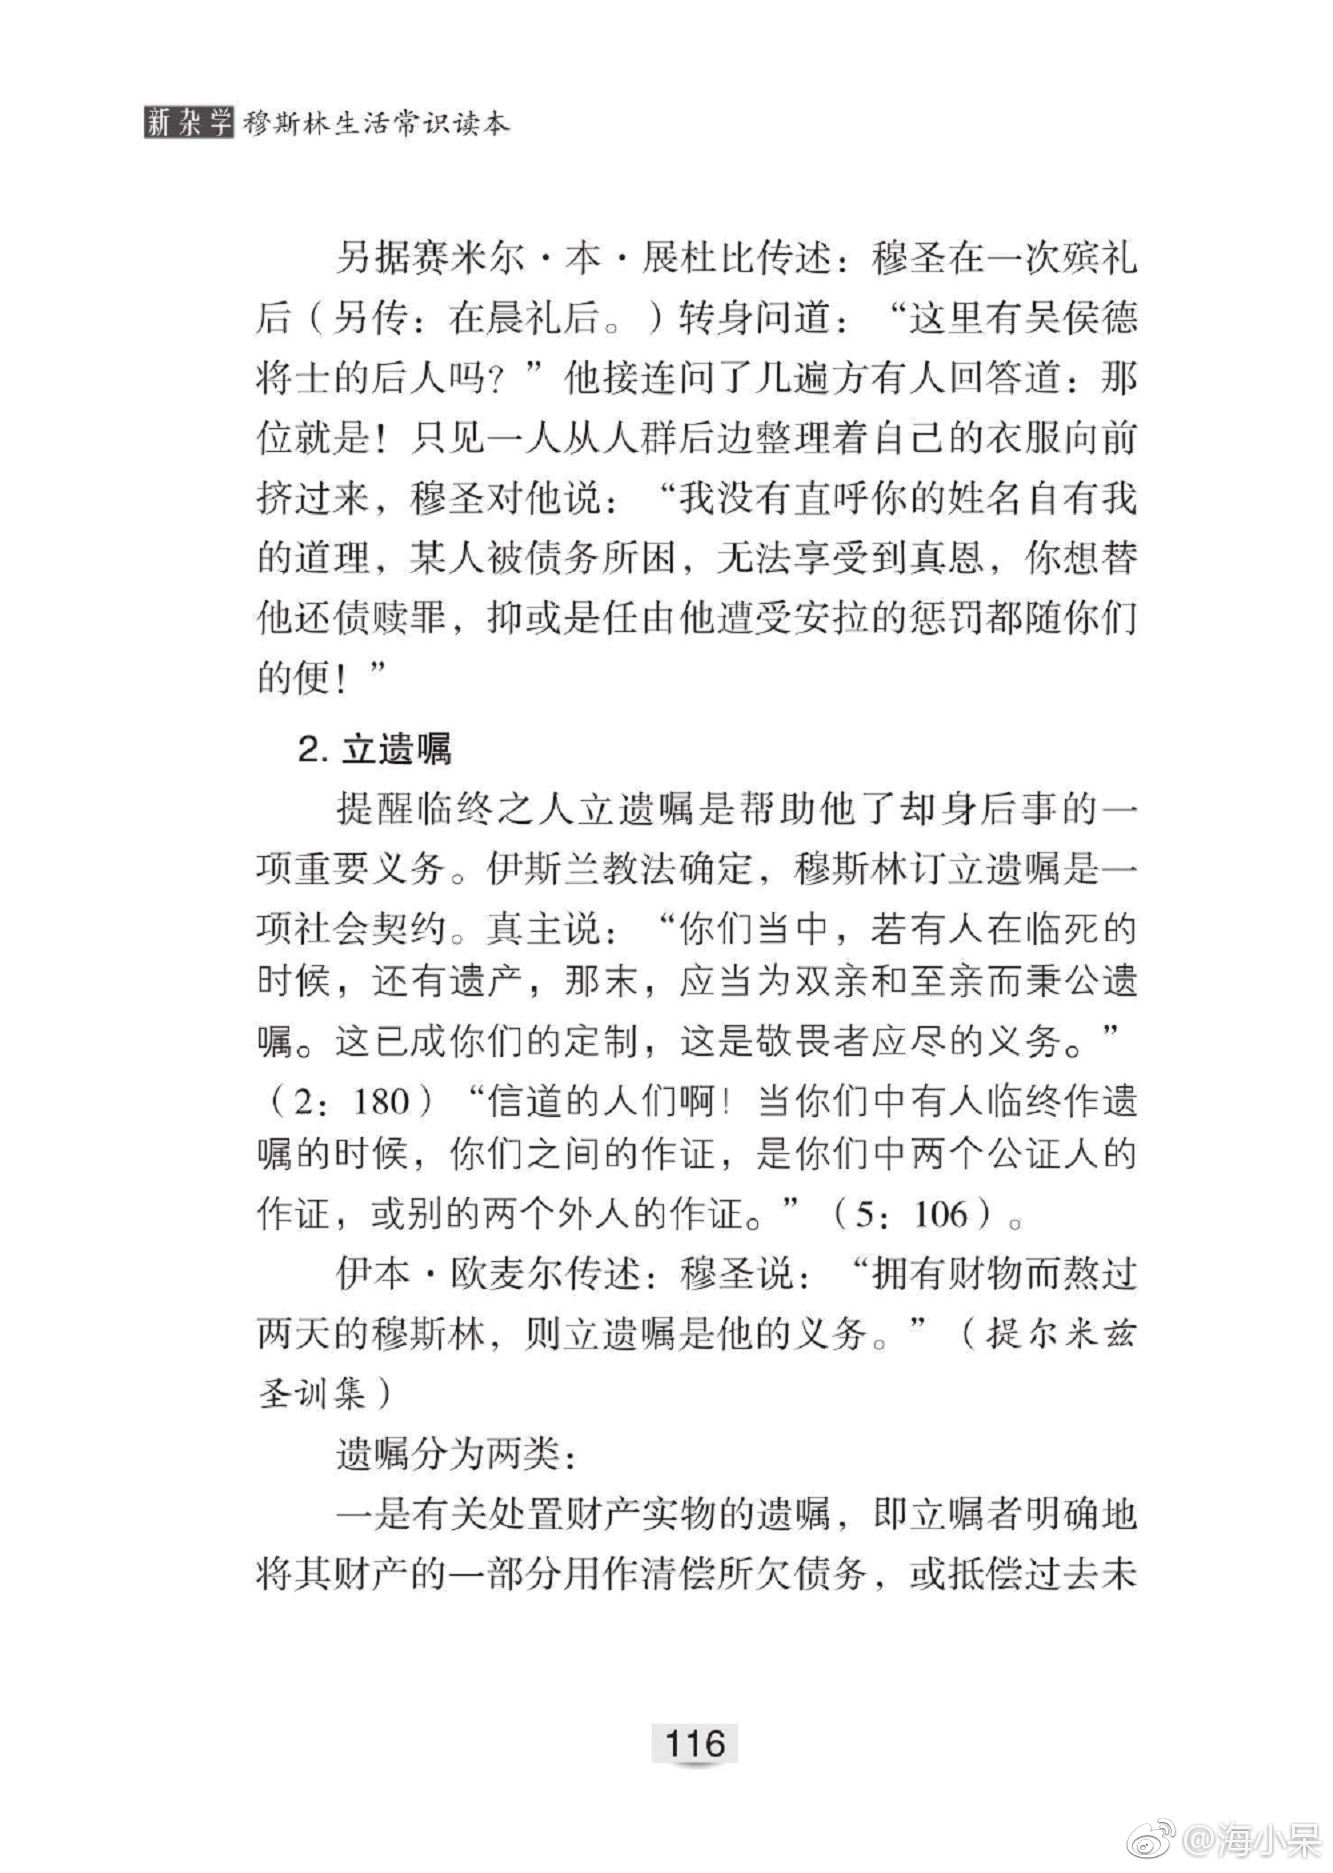 新杂学 穆斯林生活常识读本
另据赛米尔·本·展杜比传述：穆圣在一次殡礼
后（另传：在晨礼后。）转身问道：“这里有吴侯德
将士的后人吗？”他接连问了几遍方有人回答道：那
位就是！只见一人从人群后边整理着自己的衣服向前
挤过来，穆圣对他说：“我没有直呼你的姓名自有我
的道理，某人被债务所困，无法享受到真恩，你想替
他还债赎罪，抑或是任由他遭受安拉的惩罚都随你们
的便！”
2. 立遗嘱
提醒临终之人立遗嘱是帮助他了却身后事的一
项重要义务。伊斯兰教法确定，穆斯林订立遗嘱是一
项社会契约。真主说：“你们当中，若有人在临死的
时候，还有遗产，那末，应当为双亲和至亲而秉公遗
嘱。这已成你们的定制，这是敬畏者应尽的义务。”
（2：180）“信道的人们啊！当你们中有人临终作遗
嘱的时候，你们之间的作证，是你们中两个公证人的
作证，或别的两个外人的作证。”（5：106）。
伊本·欧麦尔传述：穆圣说：“拥有财物而熬过
两天的穆斯林，则立遗嘱是他的义务。”（提尔米兹
圣训集）
遗嘱分为两类：
一是有关处置财产实物的遗嘱，即立嘱者明确地
将其财产的一部分用作清偿所欠债务，或抵偿过去未
116
@海小呆